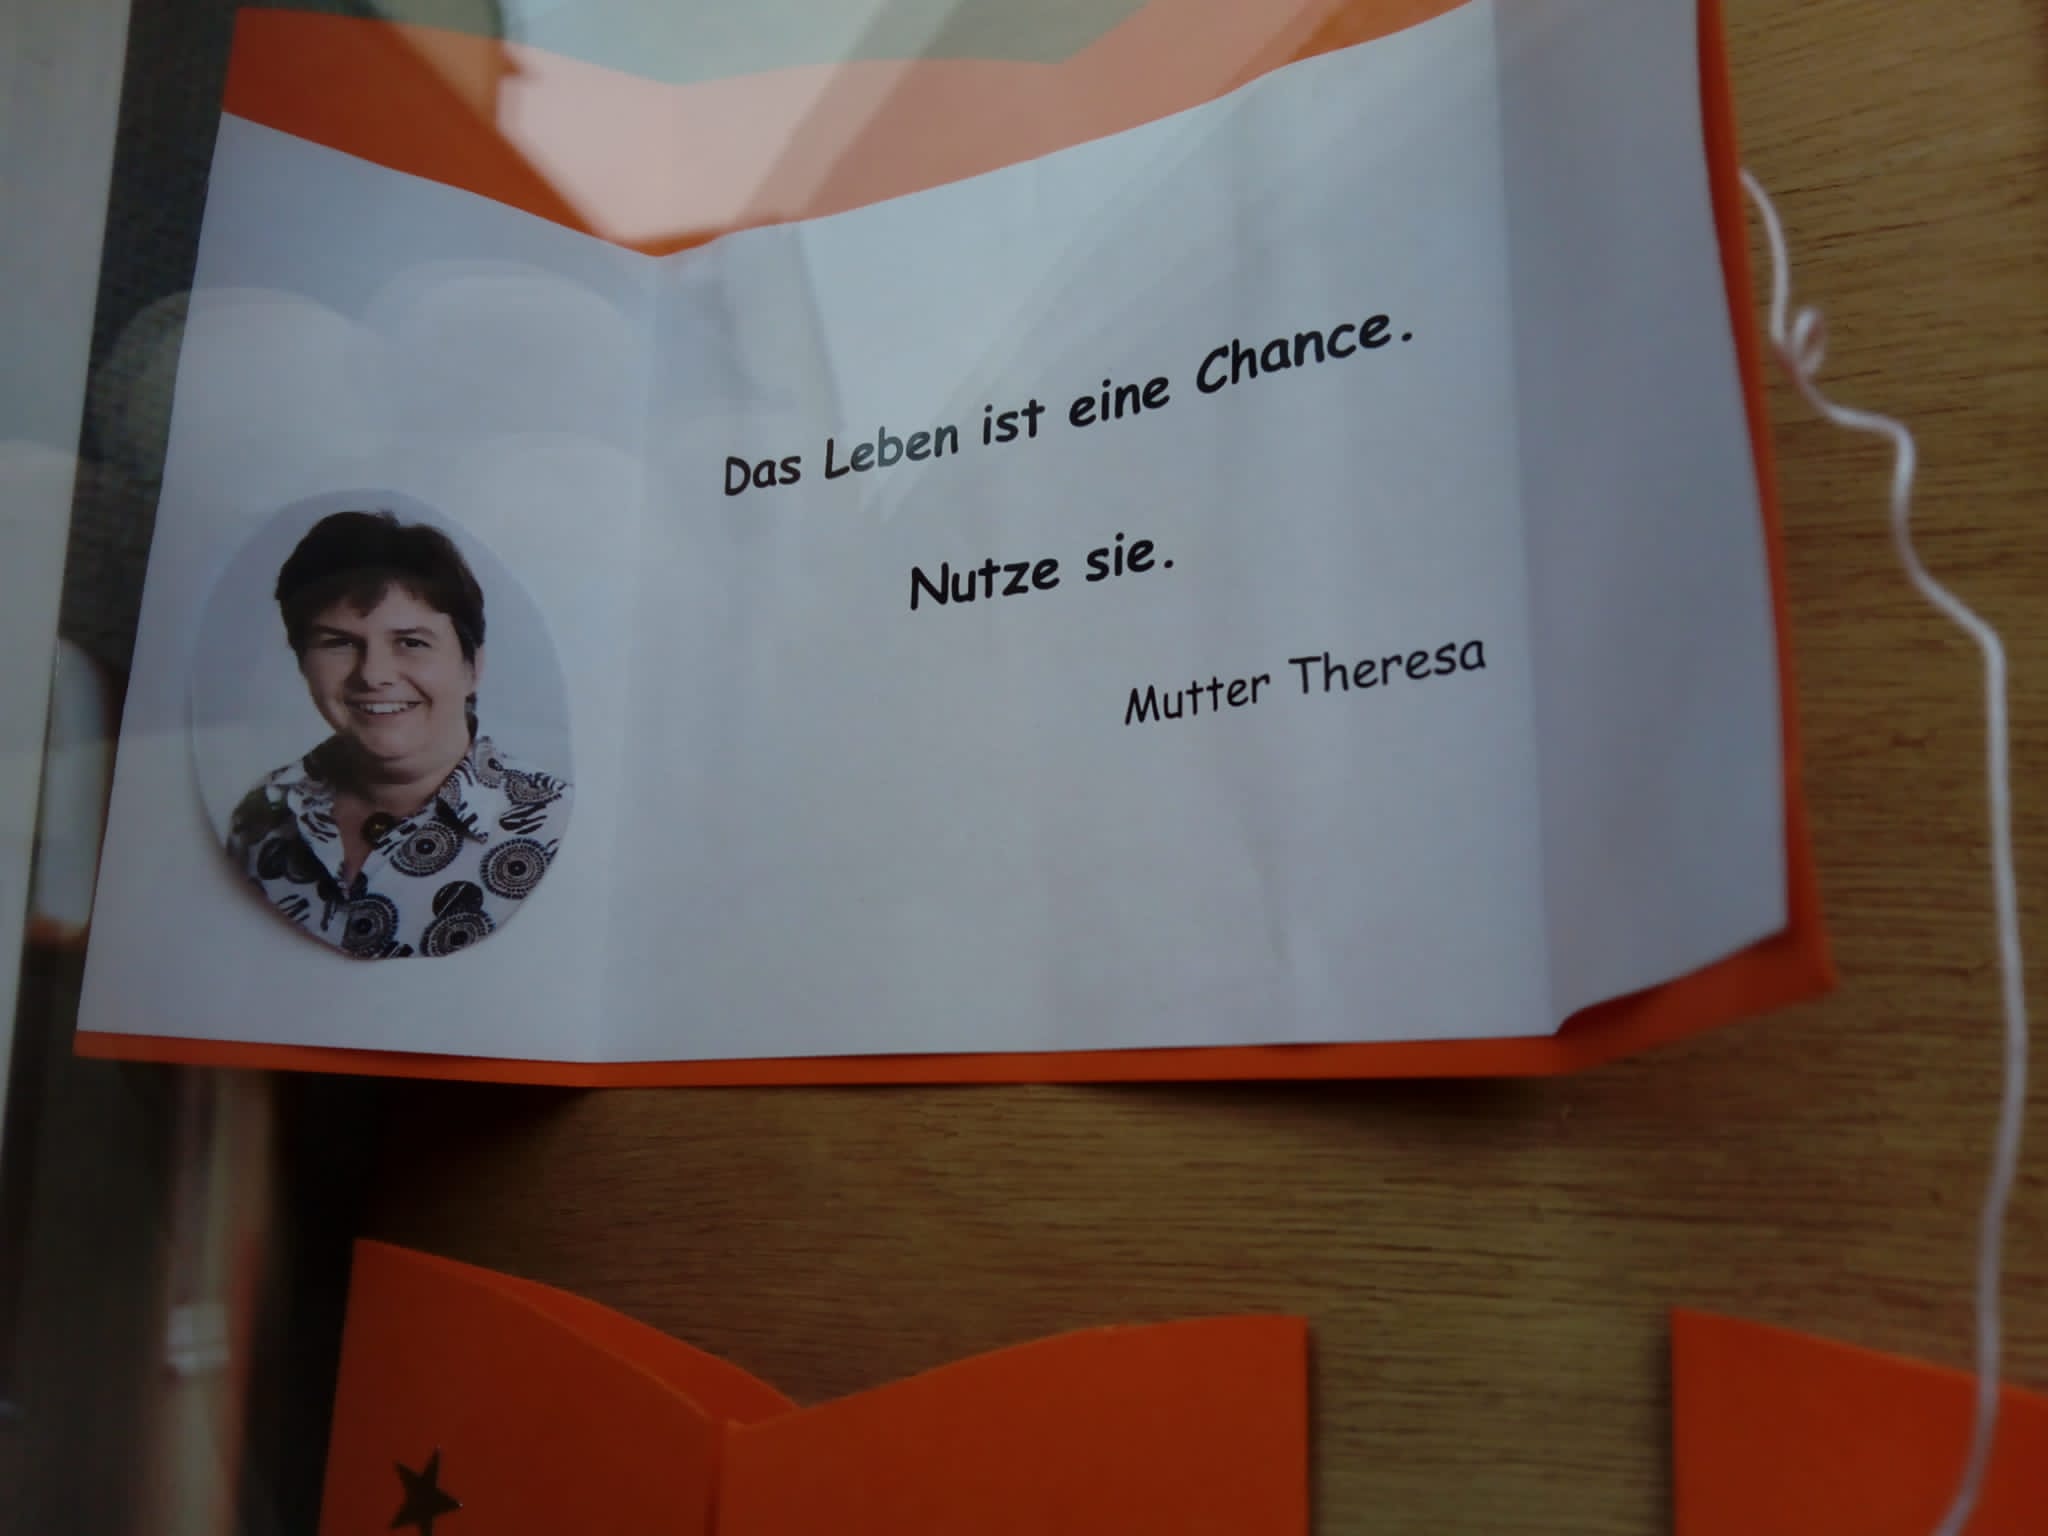 Das Leben ist eine Chance.
Nutze sie.
Mutter Theresa